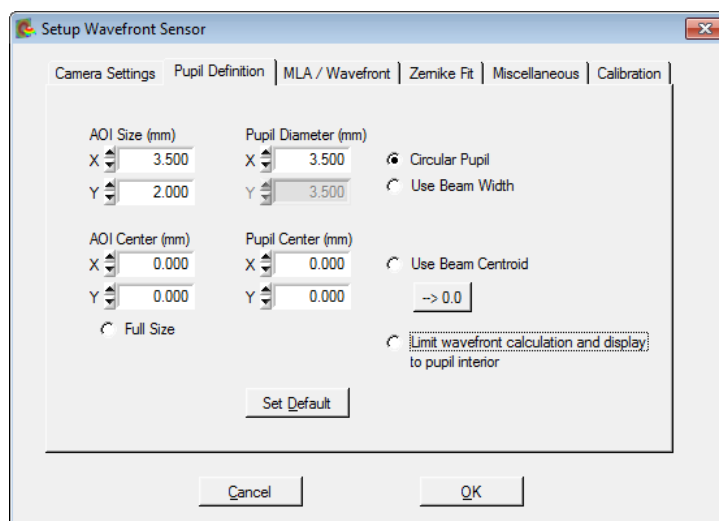 Setup Wavefront Sensor
Camera Settings Pupil Definition MLA / Wavefront Zernike Fit Miscellaneous Calibration
AOI Size (mm) Pupil Diameter (mm)
X 3.500 X 3.500 Circular Pupil
Y 2.000 Y 3.500 Use Beam Width
AOI Center (mm) Pupil Center (mm)
X 0.000 X 0.000 Use Beam Centroid
Y 0.000 Y 0.000 --> 0.0
Full Size Limit wavefront calculation and display
to pupil interior
Set Default
Cancel OK